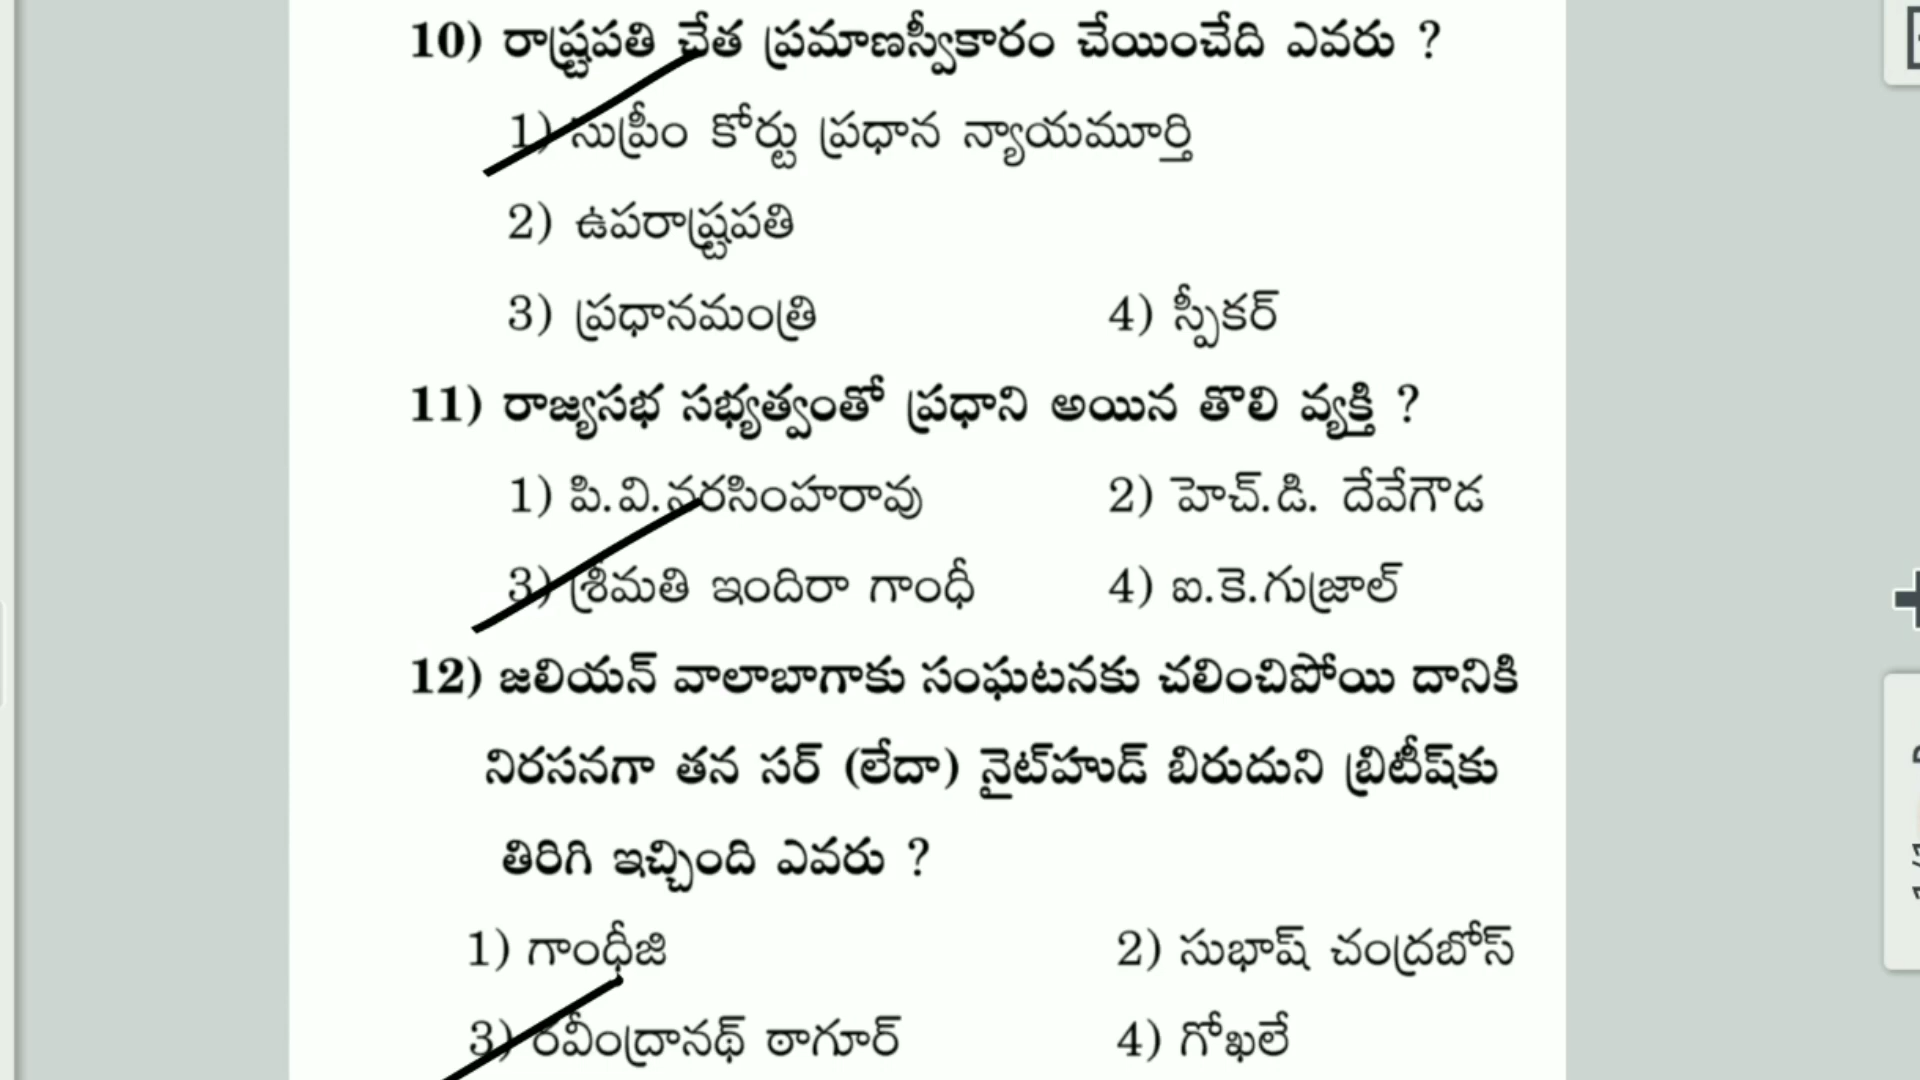 10) రాష్ట్రపతి చేత ప్రమాణస్వీకారం చేయించేది ఎవరు ?
1) సుప్రీం కోర్టు ప్రధాన న్యాయమూర్తి
2) ఉపరాష్ట్రపతి
3) ప్రధానమంత్రి 4) స్పీకర్
11) రాజ్యసభ సభ్యత్వంతో ప్రధాని అయిన తొలి వ్యక్తి ?
1) పి.వి.నరసింహరావు 2) హెచ్.డి. దేవేగౌడ
3) శ్రీమతి ఇందిరా గాంధీ 4) ఐ.కె.గుజ్రాల్
12) జలియన్ వాలాబాగాకు సంఘటనకు చలించిపోయి దానికి
నిరసనగా తన సర్ (లేదా) నైట్‌హుడ్ బిరుదుని బ్రిటీష్‌కు
తిరిగి ఇచ్చింది ఎవరు ?
1) గాంధీజి 2) సుభాష్ చంద్రబోస్
3) రవీంద్రానథ్ ఠాగూర్ 4) గోఖలే